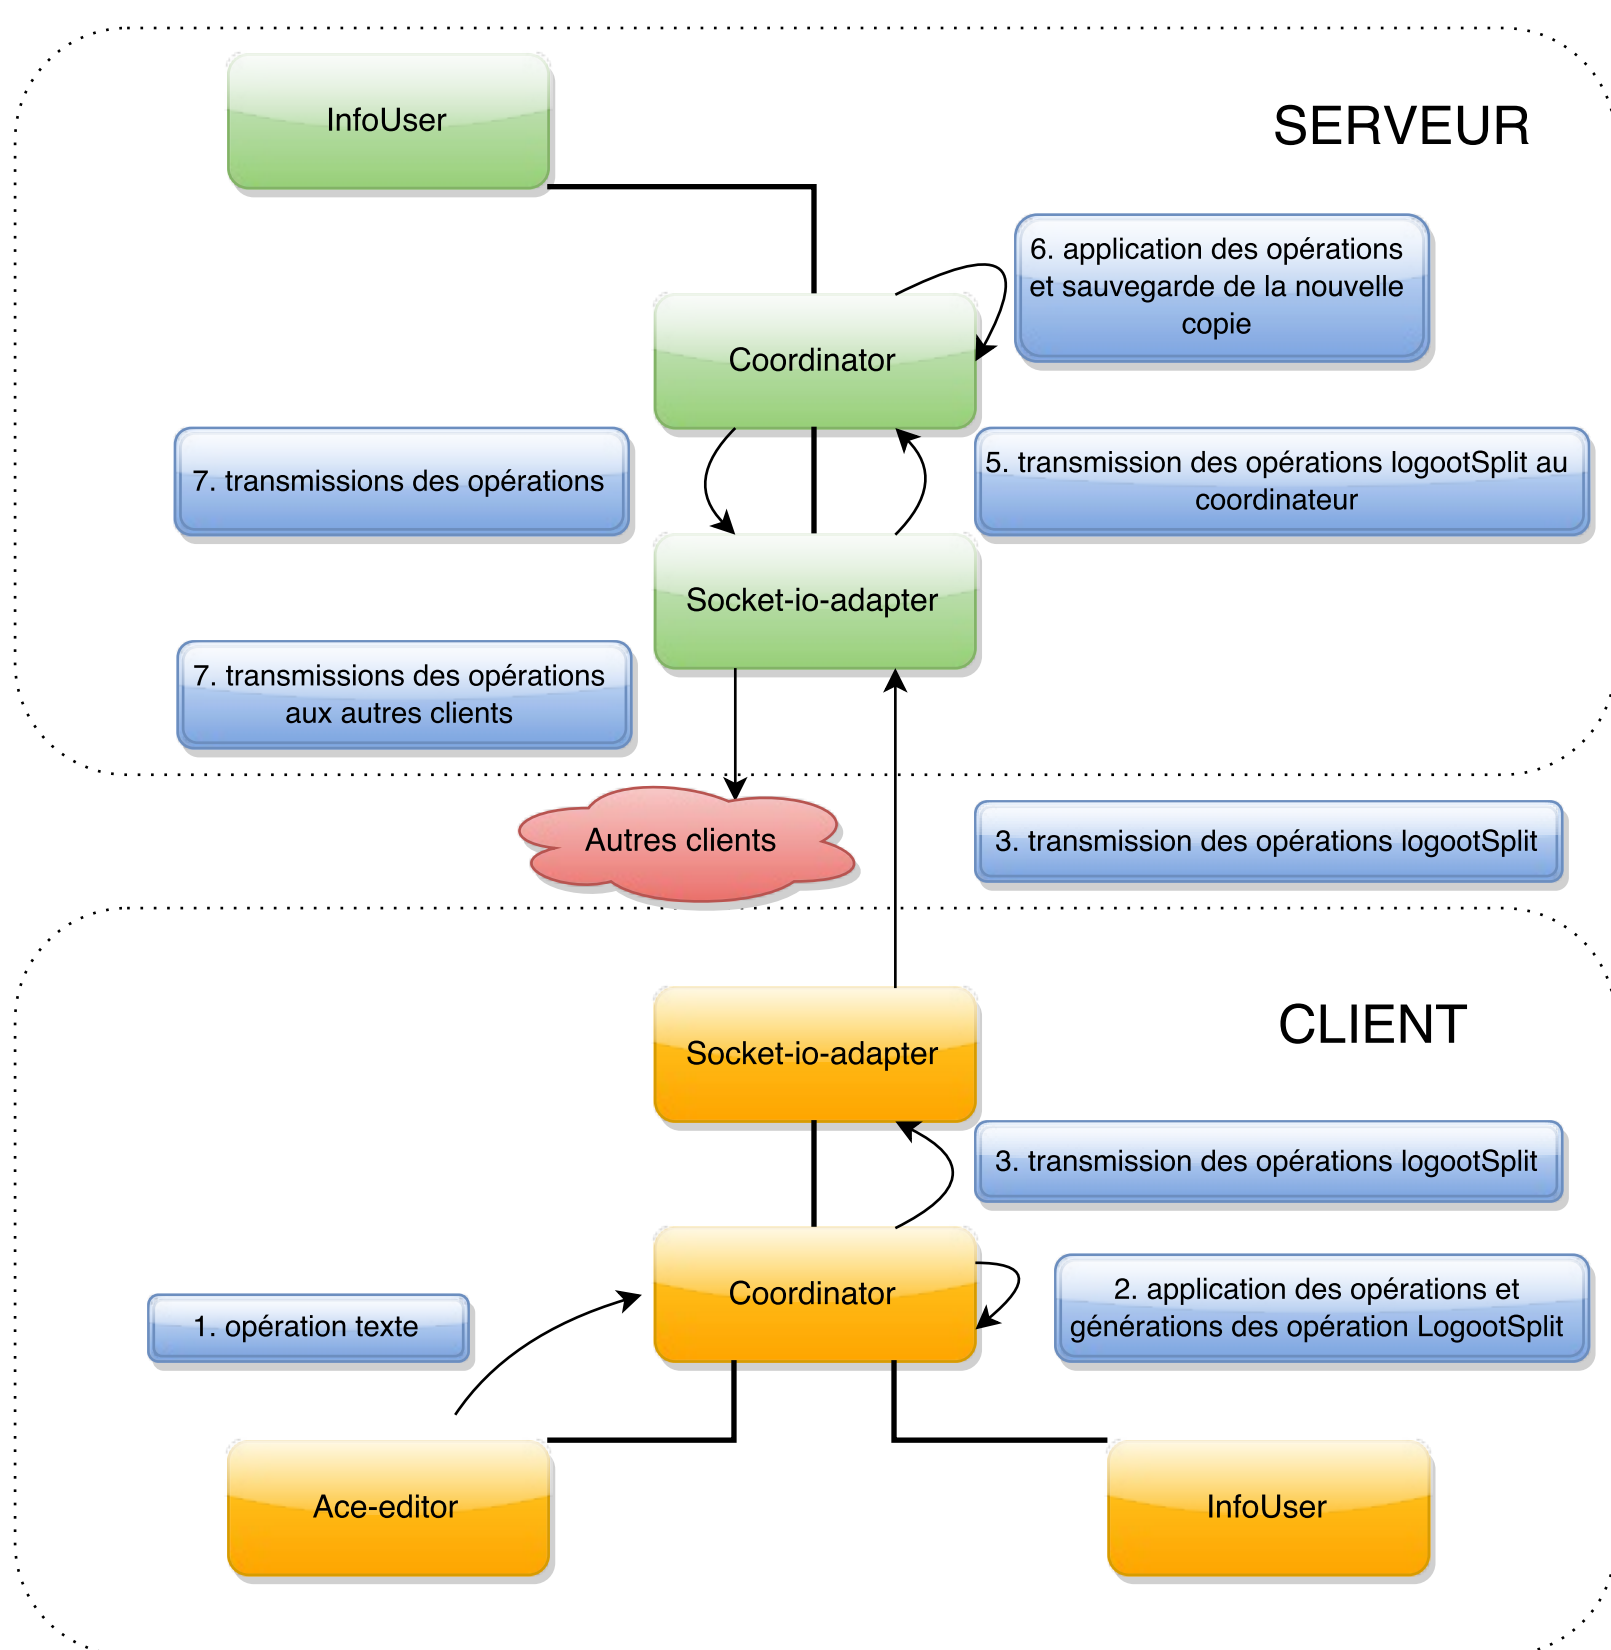 InfoUser
SERVEUR
6. application des opérations
et sauvegarde de la nouvelle
copie
Coordinator
7. transmissions des opérations
5. transmission des opérations logootSplit au
coordinateur
Socket-io-adapter
7. transmissions des opérations
aux autres clients
Autres clients
3. transmission des opérations logootSplit
CLIENT
Socket-io-adapter
3. transmission des opérations logootSplit
Coordinator
2. application des opérations et
générations des opération LogootSplit
1. opération texte
Ace-editor
InfoUser